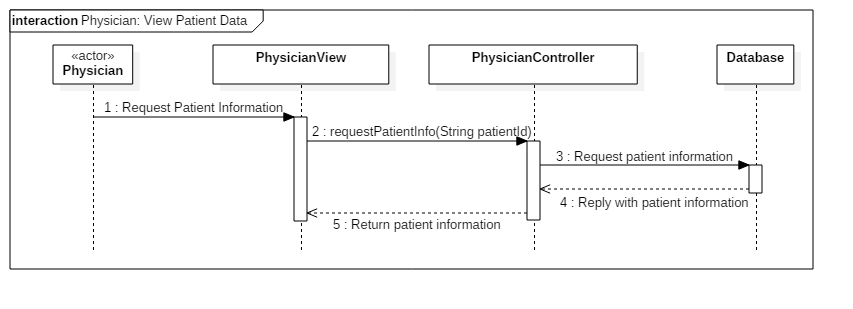 interaction Physician: View Patient Data
«actor»
Physician
PhysicianView
PhysicianController
Database
1 : Request Patient Information
2 : requestPatientInfo(String patientId)
3 : Request patient information
4 : Reply with patient information
5 : Return patient information